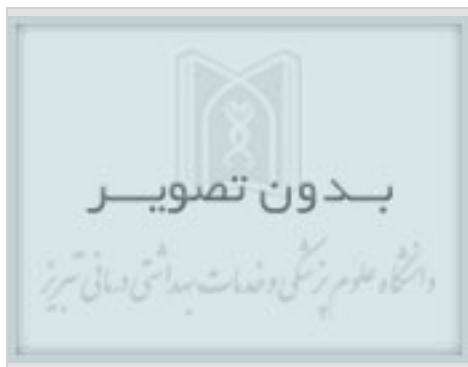 بدون تصویر
دانشگاه علوم پزشکی و خدمات بهداشتی درمانی تبریز